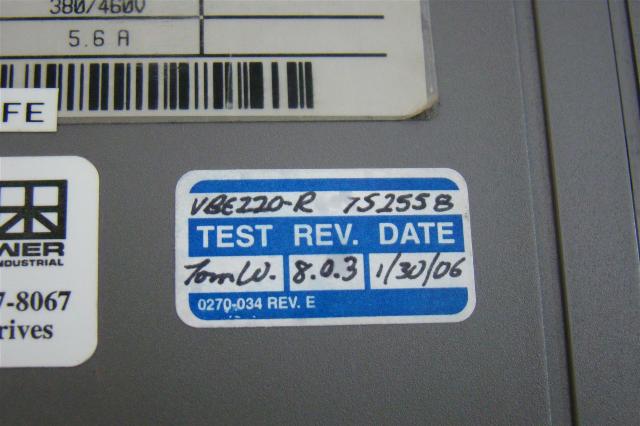 380/460V
5.6 A
FE
WER
INDUSTRIAL
7-8067
rives
VBE220-R 752558
TEST REV. DATE
Tom W. 8.0.3 1/30/06
0270-034 REV. E